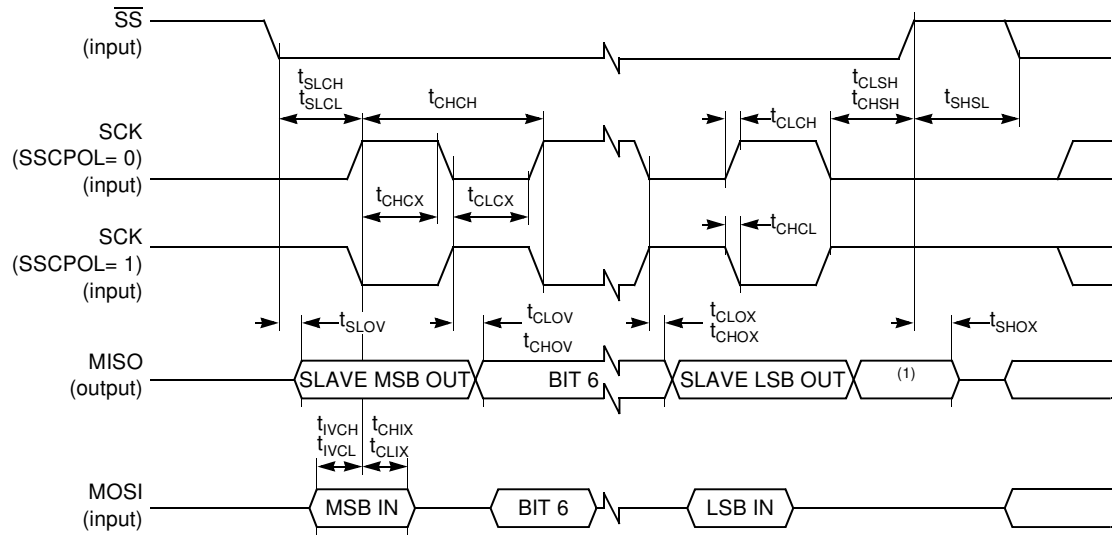 SS
(input)
tSLCH
tSLCL
tCHCH
tCLCH
tCLSH
tCHSH
tSHSL
SCK
(SSCPOL= 0)
(input)
tCHCX
tCLCX
tCHCL
SCK
(SSCPOL= 1)
(input)
tSLOV
tCLOV
tCHOV
tCLOX
tCHOX
tSHOX
MISO
(output)
SLAVE MSB OUT
BIT 6
SLAVE LSB OUT
(1)
tIVCH
tIVCL
tCHIX
tCLIX
MOSI
(input)
MSB IN
BIT 6
LSB IN